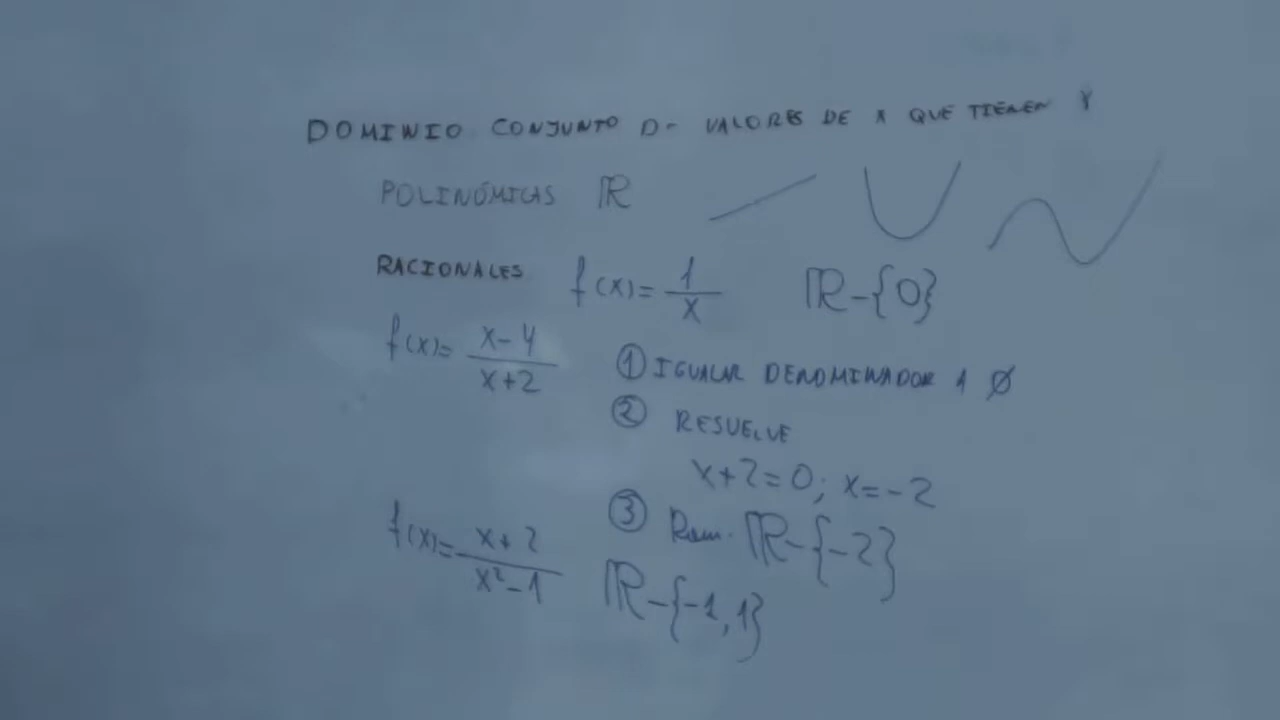 DOMINIO CONJUNTO D- VALORES DE X QUE TIENEN Y
POLINÓMICAS ℝ
RACIONALES f(x)= 1/x ℝ-{0}
f(x)= x-4/x+2
① IGUALAR DENOMINADOR A Ø
② RESUELVE
x+2=0; x=-2
③ ℝ-{-2}
f(x)= x+2/x²-1 ℝ-{-1,1}